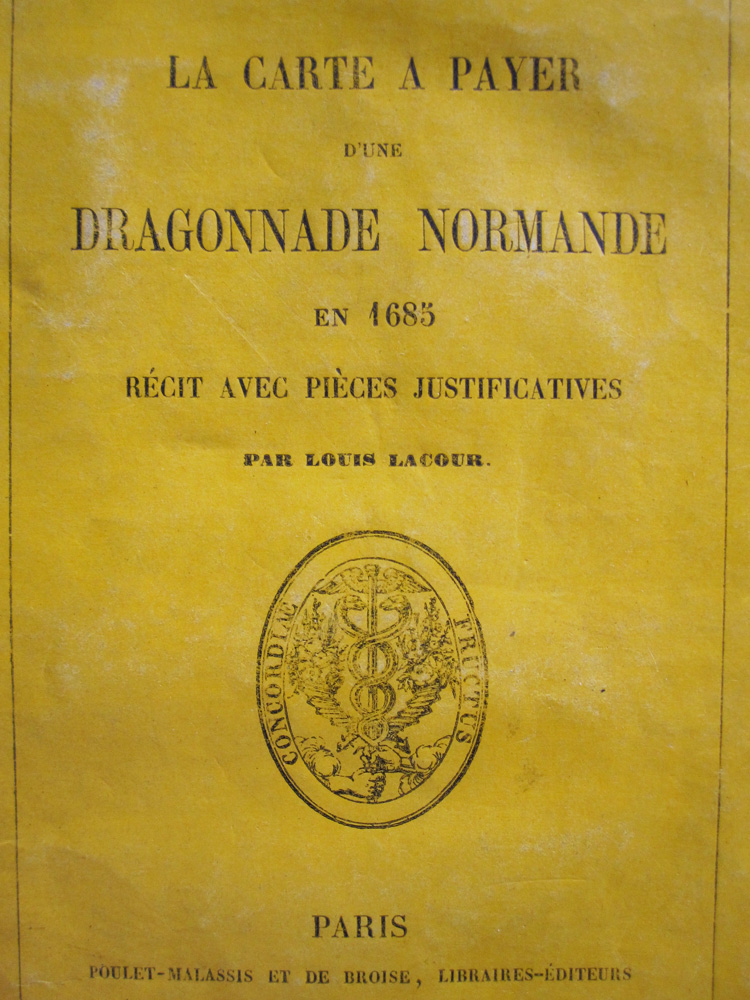 LA CARTE A PAYER
D'UNE
DRAGONNADE NORMANDE
EN 1685
RÉCIT AVEC PIÈCES JUSTIFICATIVES
PAR LOUIS LACOUR.
CONCORDIÆ FRUCTUS
PARIS
POULET-MALASSIS ET DE BROISE, LIBRAIRES-ÉDITEURS